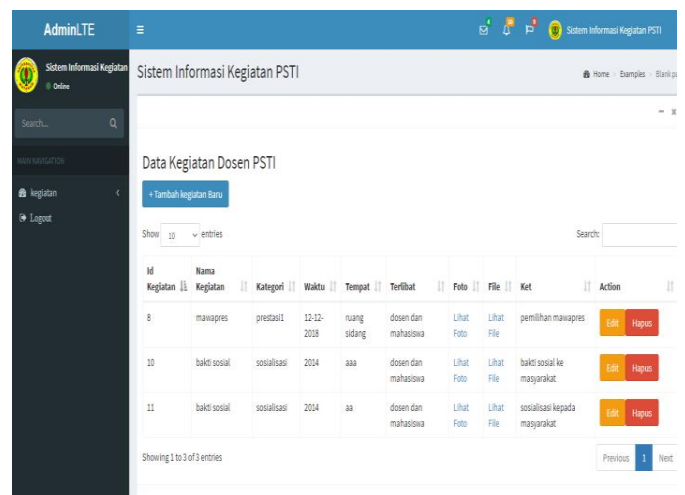 AdminLTE
Sistem Informasi Kegiatan PSTI
Sistem Informasi Kegiatan
Online
Search...
MAIN NAVIGATION
kegiatan
Logout
Sistem Informasi Kegiatan PSTI
Home > Examples > Blank pa
Data Kegiatan Dosen PSTI
+ Tambah kegiatan Baru
Show 10 entries
Search:
Id Kegiatan Nama Kegiatan Kategori Waktu Tempat Terlibat Foto File Ket Action
8 mawapres prestasi1 12-12-2018 ruang sidang dosen dan mahasiswa Lihat Foto Lihat File pemilihan mawapres Edit Hapus
10 bakti sosial sosialisasi 2014 aaa dosen dan mahasiswa Lihat Foto Lihat File bakti sosial ke masyarakat Edit Hapus
11 bakti sosial sosialisasi 2014 aa dosen dan mahasiswa Lihat Foto Lihat File sosialisasi kepada masyarakat Edit Hapus
Showing 1 to 3 of 3 entries
Previous 1 Next